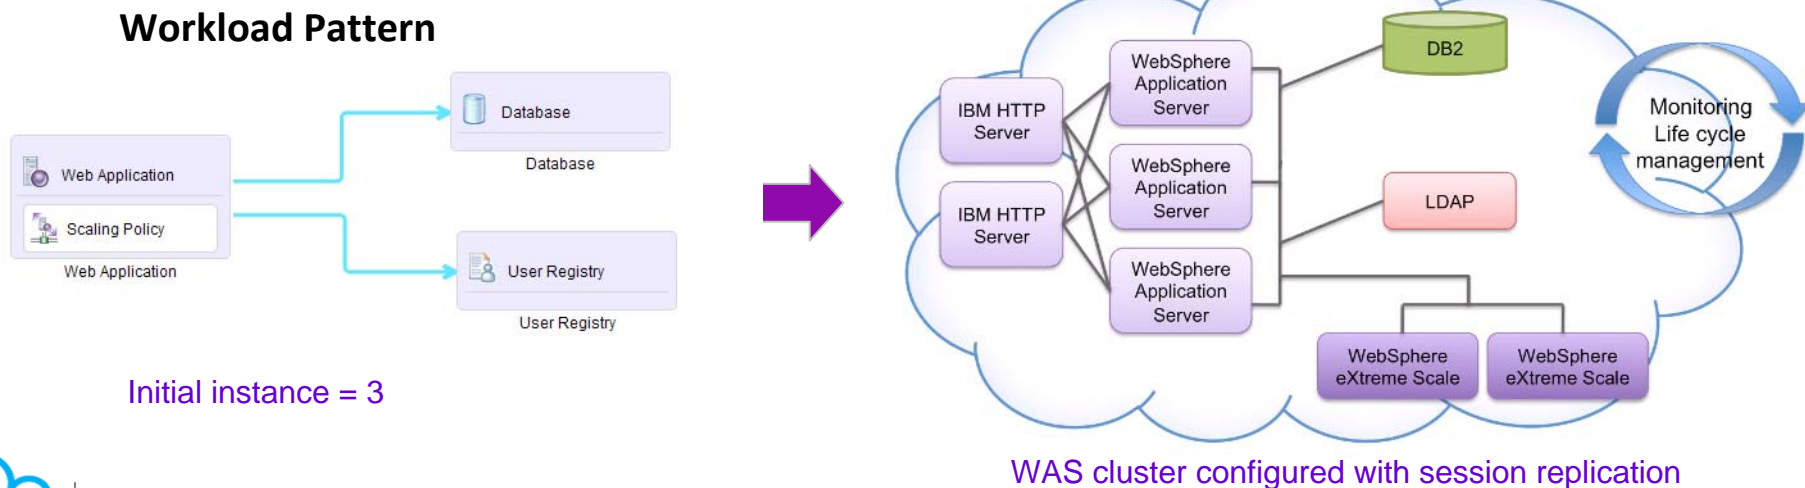 Workload Pattern
Web Application
Scaling Policy
Web Application
Database
Database
User Registry
User Registry
Initial instance = 3
IBM HTTP
Server
IBM HTTP
Server
WebSphere
Application
Server
WebSphere
Application
Server
WebSphere
Application
Server
DB2
LDAP
WebSphere
eXtreme Scale
WebSphere
eXtreme Scale
Monitoring
Life cycle
management
WAS cluster configured with session replication